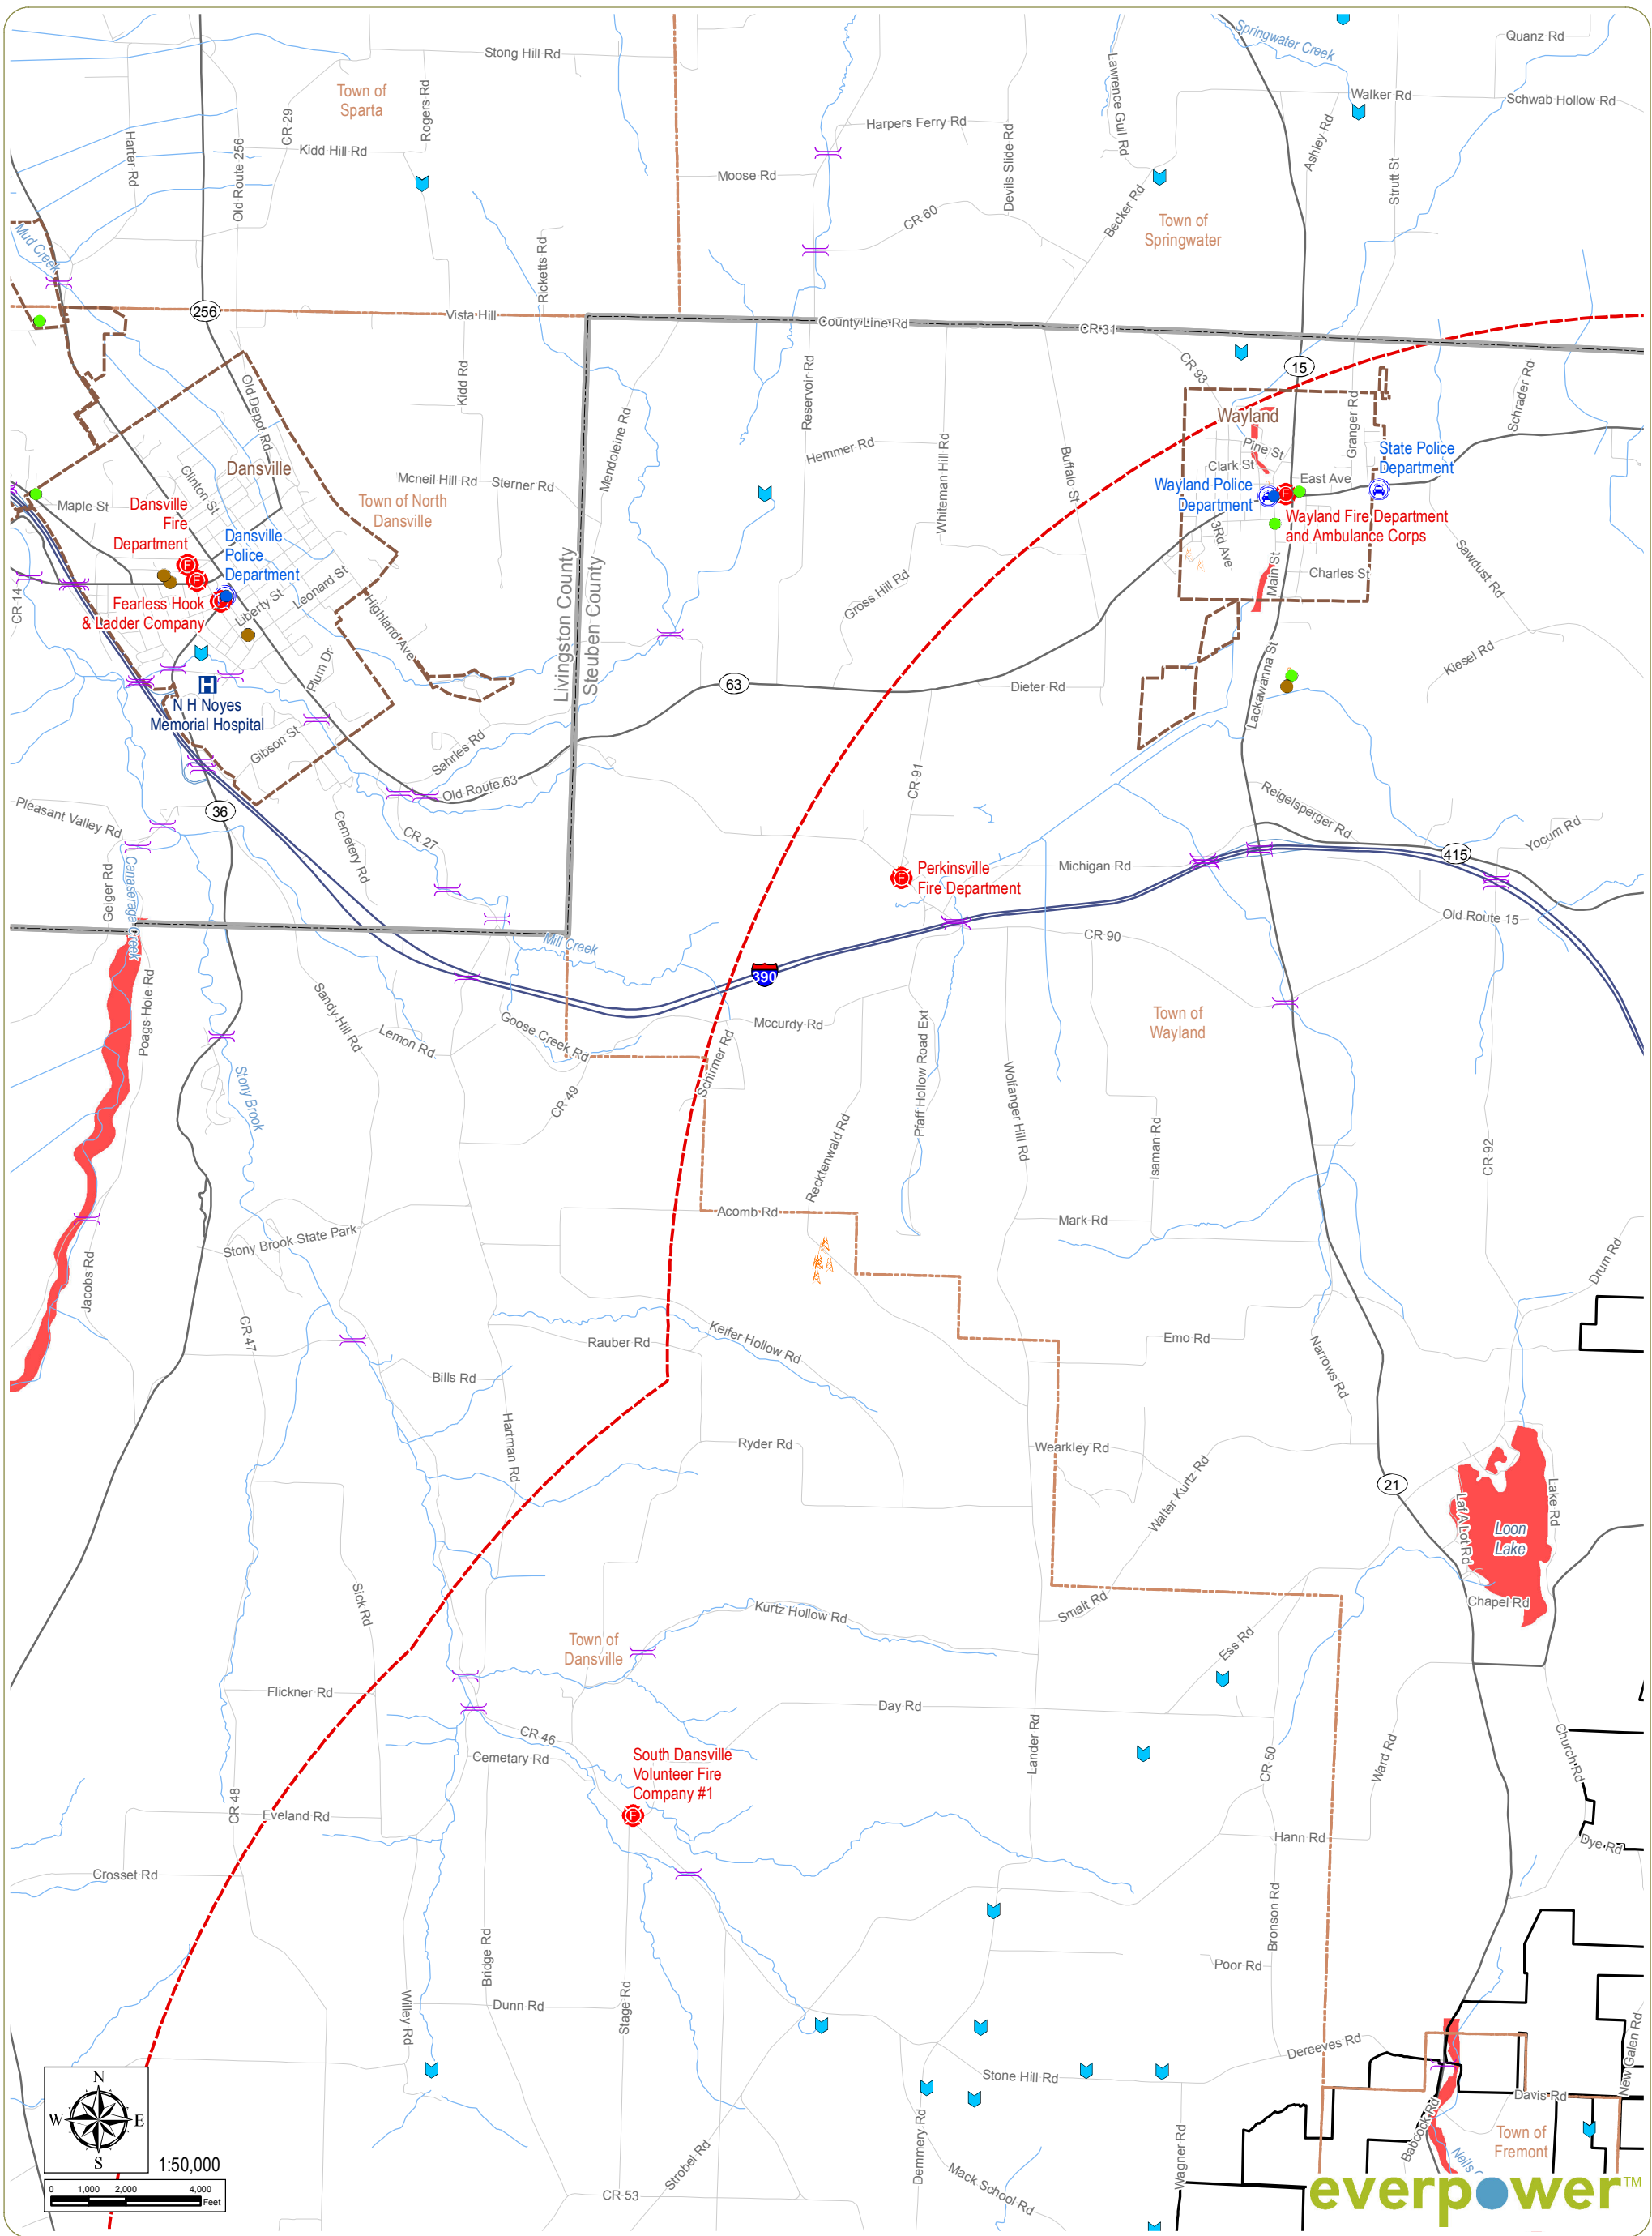 Springwater Creek
Quanz Rd
Stong Hill Rd
Town of
Sparta
Rogers Rd
Lawrence Gull Rd
Walker Rd
Schwab Hollow Rd
Harter Rd
CR 29
Old Route 256
Kidd Hill Rd
Harpers Ferry Rd
Devils Slide Rd
Ashley Rd
Strutt St
Moose Rd
CR 60
Becker Rd
Town of
Springwater
Mud Creek
Ricketts Rd
256
Vista Hill
County Line Rd
CR 31
15
CR 93
Kidd Rd
Reservoir Rd
Schrader Rd
Old Depot Rd
Mendoleine Rd
Hemmer Rd
Whiteman Hill Rd
Buffalo St
Wayland
Granger Rd
Pine St
Clark St
East Ave
State Police
Department
Wayland Police
Department
Wayland Fire Department
and Ambulance Corps
3Rd Ave
Main St
Charles St
Sawdust Rd
Dansville
Clinton St
Maple St
Mcneil Hill Rd
Sterner Rd
Town of North
Dansville
Dansville
Fire
Department
Dansville
Police
Department
Fearless Hook
& Ladder Company
Liberty St
Leonard St
Highland Ave
CR 14
Livingston County
Steuben County
Gross Hill Rd
Kiesel Rd
Plum Dr
H
N H Noyes
Memorial Hospital
Gibson St
63
Dieter Rd
Lackawanna St
Sahrles Rd
Old Route 63
CR 91
Reigelsperger Rd
Yocum Rd
Pleasant Valley Rd
36
Cemetery Rd
CR 27
415
Geiger Rd
Canaseraga Creek
Perkinsville
Fire Department
Michigan Rd
Old Route 15
Mill Creek
CR 90
390
Poags Hole Rd
Sandy Hill Rd
Lemon Rd
Goose Creek Rd
Mccurdy Rd
Schirmer Rd
Town of
Wayland
Stony Brook
CR 49
Recktenwald Rd
Pfaff Hollow Road Ext
Wolfanger Hill Rd
Isaman Rd
CR 92
Acomb Rd
Mark Rd
Stony Brook State Park
Jacobs Rd
Drum Rd
CR 47
Rauber Rd
Keifer Hollow Rd
Emo Rd
Narrows Rd
Bills Rd
Hartman Rd
Ryder Rd
Wearkley Rd
Walter Kurtz Rd
21
Laf A Lot Rd
Loon
Lake
Lake Rd
Chapel Rd
Sick Rd
Kurtz Hollow Rd
Smalt Rd
Town of
Dansville
Ess Rd
Flickner Rd
Day Rd
CR 46
Cemetary Rd
South Dansville
Volunteer Fire
Company #1
Lander Rd
CR 50
Ward Rd
Church Rd
CR 48
Eveland Rd
Hann Rd
Dye Rd
Crosset Rd
Bridge Rd
Bronson Rd
Poor Rd
Willey Rd
Dunn Rd
Stage Rd
Dereeves Rd
New Galen Rd
Stone Hill Rd
Davis Rd
Babcock Rd
Town of
Fremont
Neils
Strobel Rd
Demmery Rd
Mack School Rd
Wagner Rd
CR 53
N
W
E
S
1:50,000
0 1,000 2,000 4,000
Feet
everpower™